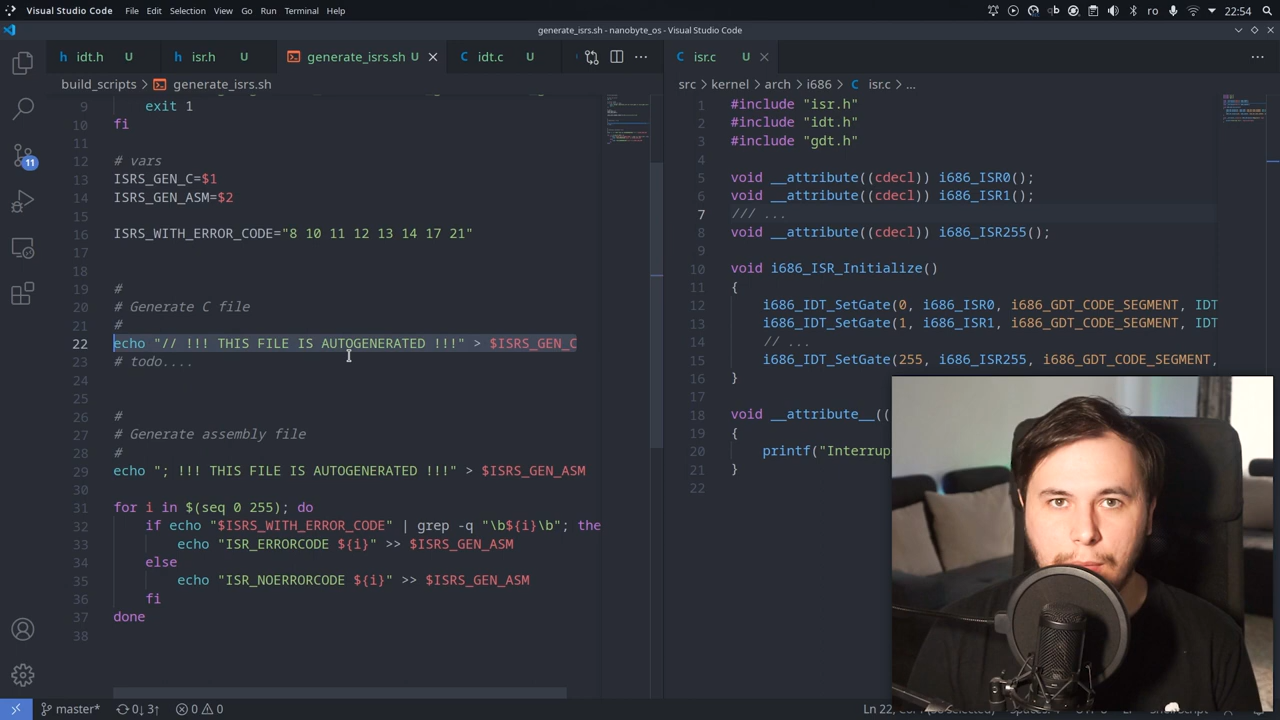 Visual Studio Code File Edit Selection View Go Run Terminal Help ro 22:54
generate_isrs.sh - nanobyte_os - Visual Studio Code
idt.h U isr.h U generate_isrs.sh U idt.c U isr.c U
build_scripts > generate_isrs.sh
9 exit 1
10 fi
11
12 # vars
13 ISRS_GEN_C=$1
14 ISRS_GEN_ASM=$2
15
16 ISRS_WITH_ERROR_CODE="8 10 11 12 13 14 17 21"
17
18
19 #
20 # Generate C file
21 #
22 echo "// !!! THIS FILE IS AUTOGENERATED !!!" > $ISRS_GEN_C
23 # todo....
24
25
26 #
27 # Generate assembly file
28 #
29 echo "; !!! THIS FILE IS AUTOGENERATED !!!" > $ISRS_GEN_ASM
30
31 for i in $(seq 0 255); do
32 if echo "$ISRS_WITH_ERROR_CODE" | grep -q "\b${i}\b"; the
33 echo "ISR_ERRORCODE ${i}" >> $ISRS_GEN_ASM
34 else
35 echo "ISR_NOERRORCODE ${i}" >> $ISRS_GEN_ASM
36 fi
37 done
38
src > kernel > arch > i686 > isr.c > ...
1 #include "isr.h"
2 #include "idt.h"
3 #include "gdt.h"
4
5 void __attribute((cdecl)) i686_ISR0();
6 void __attribute((cdecl)) i686_ISR1();
7 /// ...
8 void __attribute((cdecl)) i686_ISR255();
9
10 void i686_ISR_Initialize()
11 {
12 i686_IDT_SetGate(0, i686_ISR0, i686_GDT_CODE_SEGMENT, IDT
13 i686_IDT_SetGate(1, i686_ISR1, i686_GDT_CODE_SEGMENT, IDT
14 // ...
15 i686_IDT_SetGate(255, i686_ISR255, i686_GDT_CODE_SEGMENT,
16 }
17
18 void __attribute__((
19 {
20 printf("Interrup
21 }
22
11
master* 0↓ 3↑ 0 0